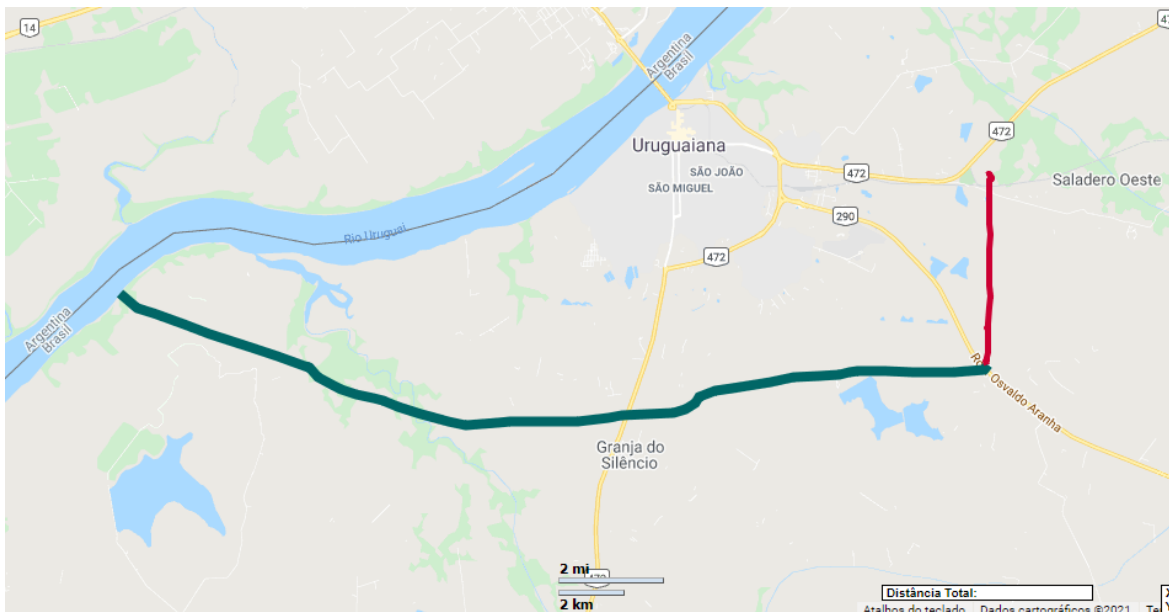 14
Argentina
Brasil
472
Uruguaiana
SÃO JOÃO
SÃO MIGUEL
472
Saladero Oeste
290
Rio Uruguai
472
Argentina
Brasil
Osvaldo Aranha
Granja do
Silêncio
2 mi
472
2 km
Distância Total:
Atalhos do teclado
Dados cartográficos ©2021